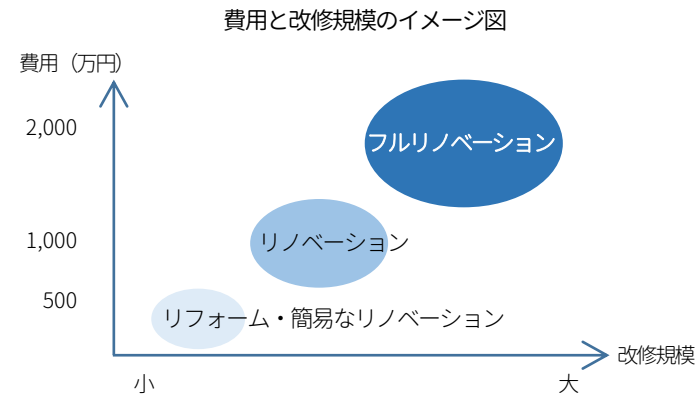 費用と改修規模のイメージ図
費用（万円）
2,000
フルリノベーション
1,000
リノベーション
500
リフォーム・簡易なリノベーション
改修規模
小
大